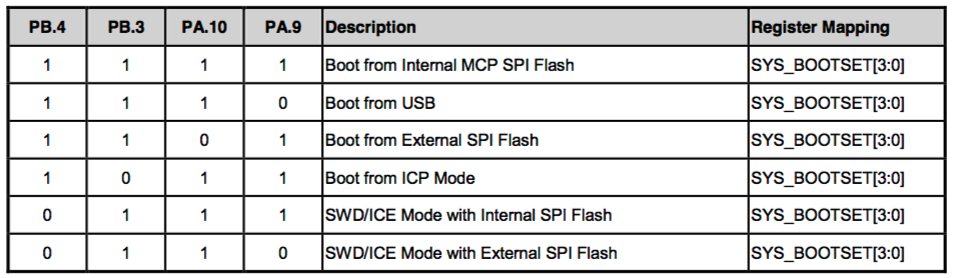 PB.4 PB.3 PA.10 PA.9 Description Register Mapping
1 1 1 1 Boot from Internal MCP SPI Flash SYS_BOOTSET[3:0]
1 1 1 0 Boot from USB SYS_BOOTSET[3:0]
1 1 0 1 Boot from External SPI Flash SYS_BOOTSET[3:0]
1 0 1 1 Boot from ICP Mode SYS_BOOTSET[3:0]
0 1 1 1 SWD/ICE Mode with Internal SPI Flash SYS_BOOTSET[3:0]
0 1 1 0 SWD/ICE Mode with External SPI Flash SYS_BOOTSET[3:0]